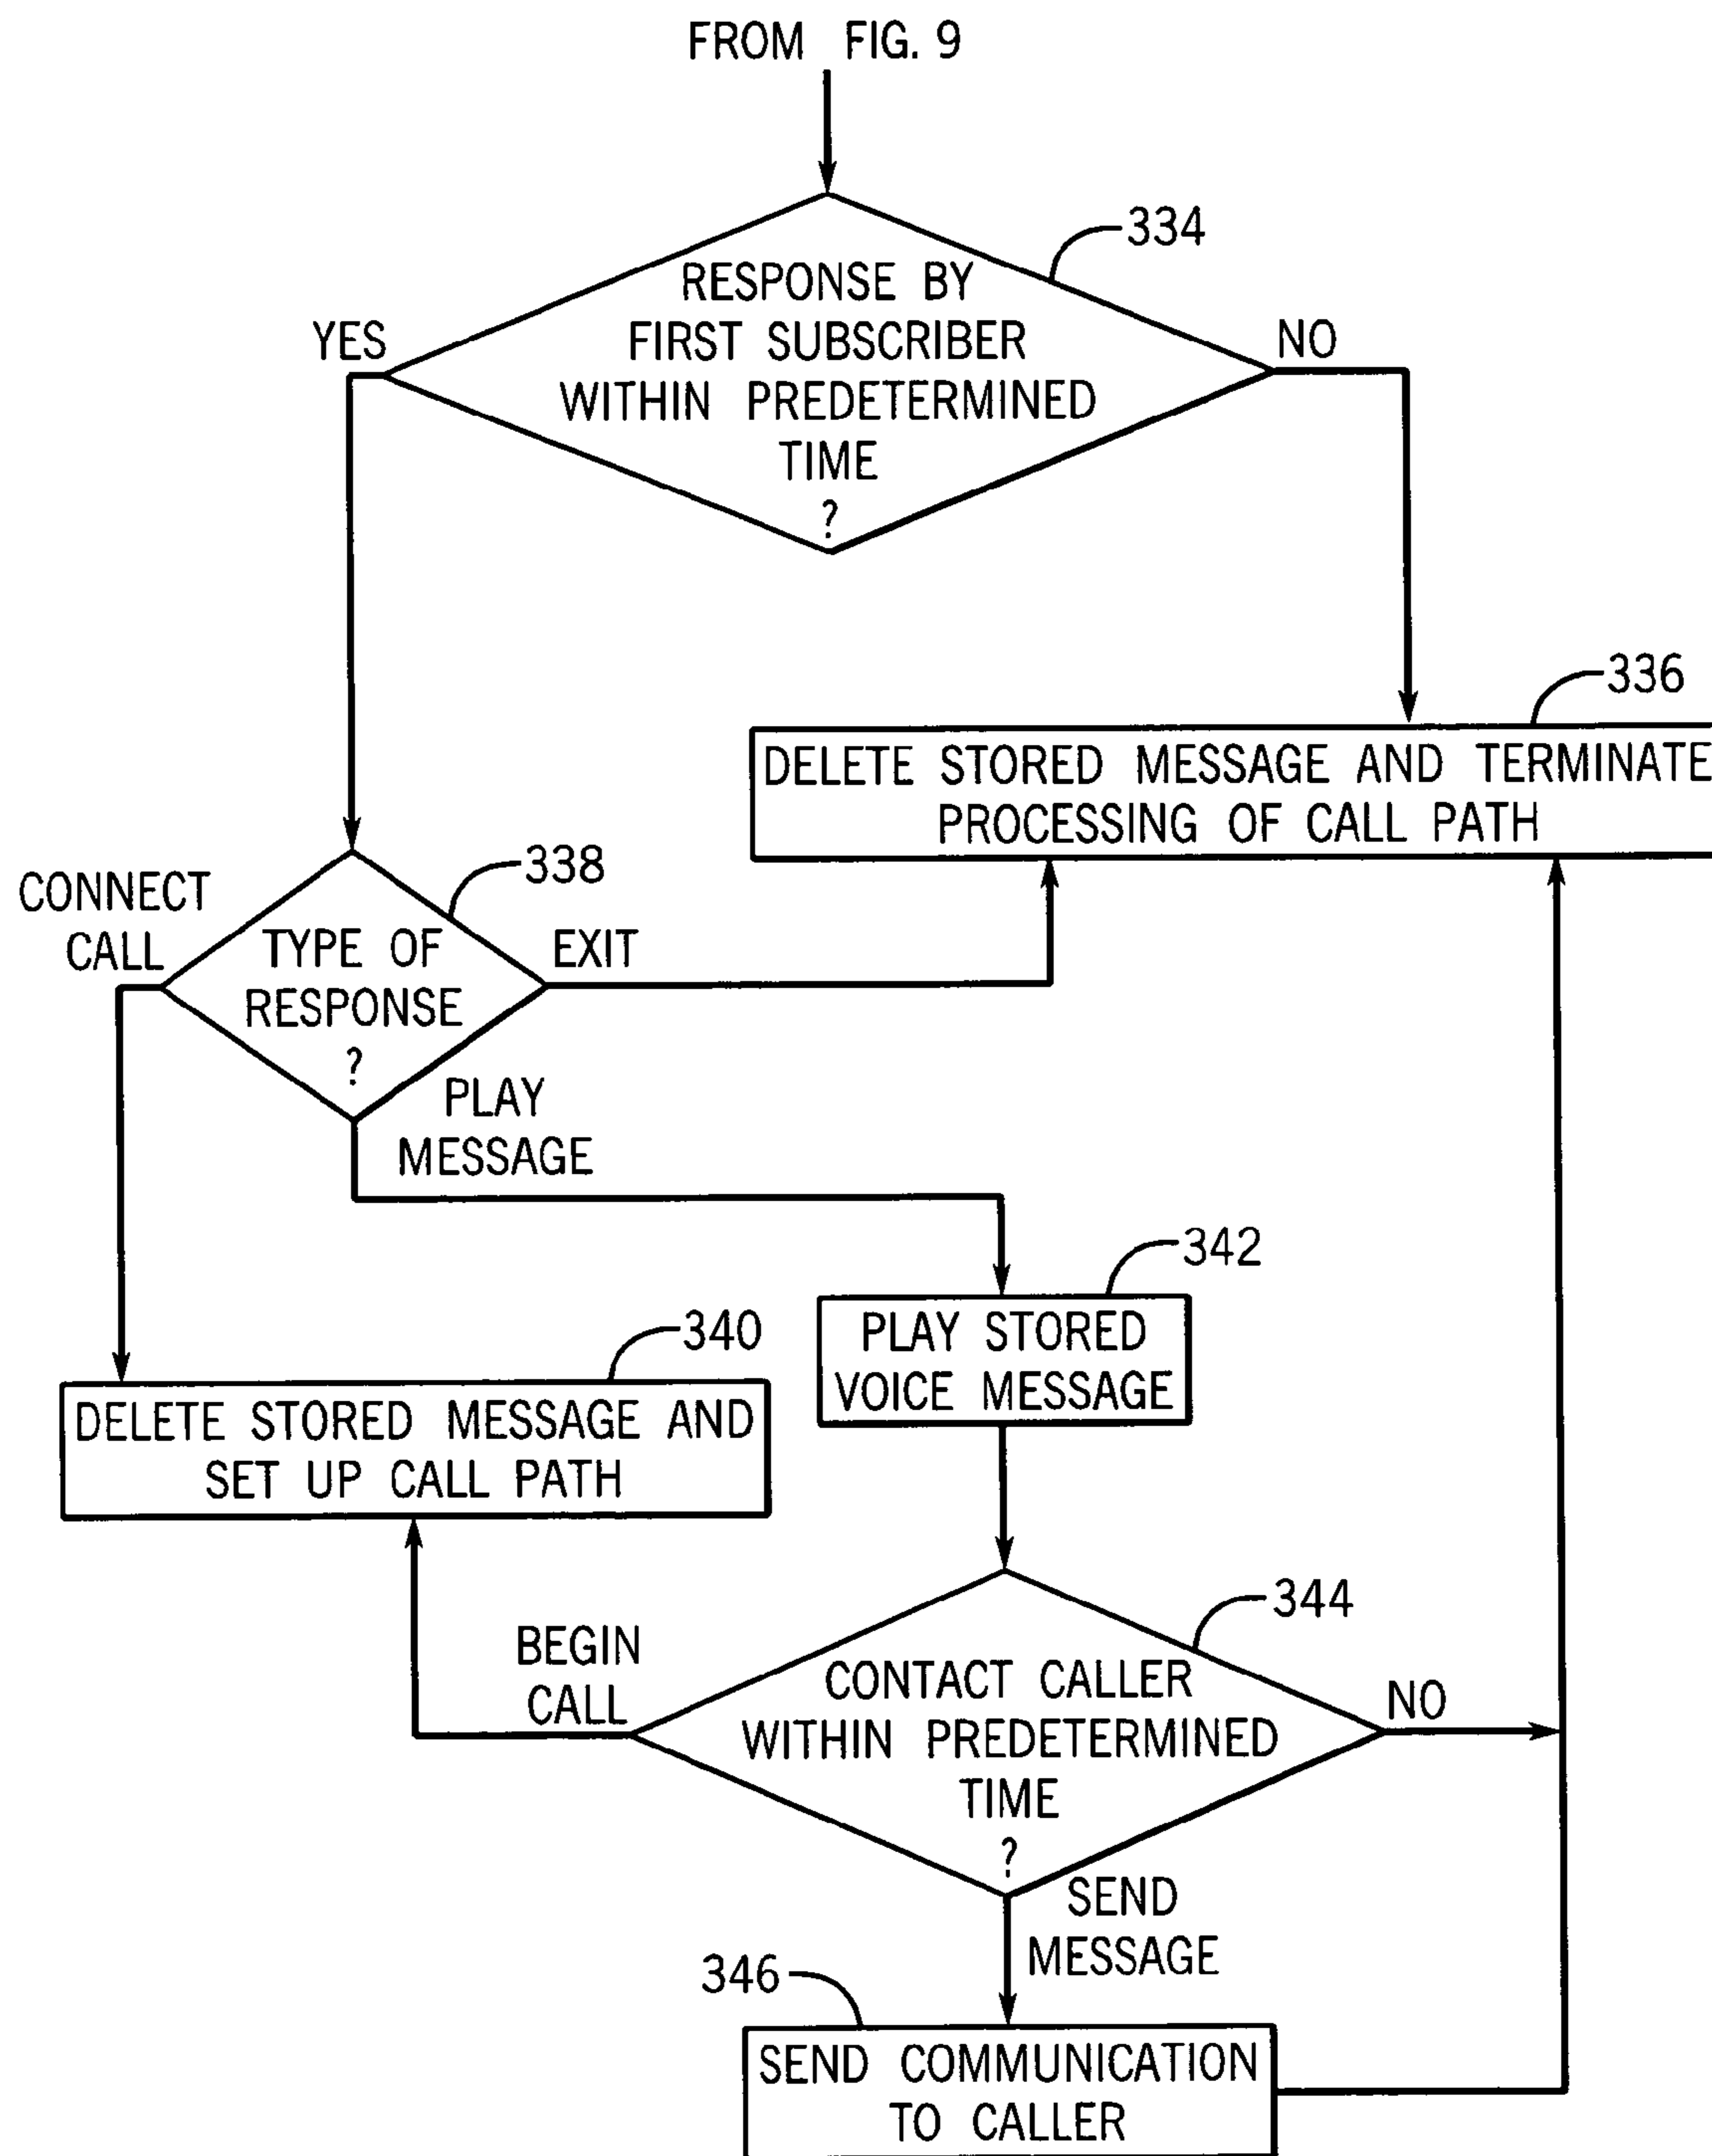 FROM FIG. 9
334
RESPONSE BY
FIRST SUBSCRIBER
WITHIN PREDETERMINED
TIME
?
YES
NO
336
DELETE STORED MESSAGE AND TERMINATE
PROCESSING OF CALL PATH
338
CONNECT
CALL
TYPE OF
RESPONSE
?
EXIT
PLAY
MESSAGE
342
PLAY STORED
VOICE MESSAGE
340
DELETE STORED MESSAGE AND
SET UP CALL PATH
344
BEGIN
CALL
CONTACT CALLER
WITHIN PREDETERMINED
TIME
?
NO
SEND
MESSAGE
346
SEND COMMUNICATION
TO CALLER